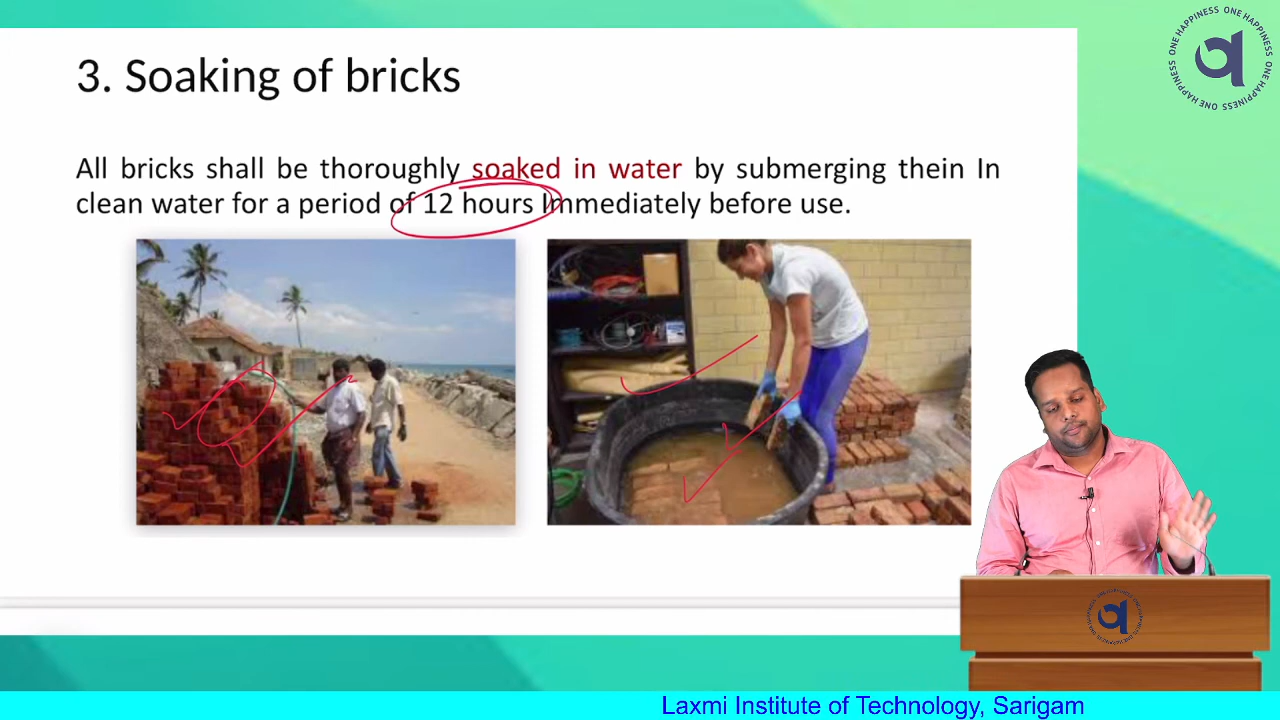 3. Soaking of bricks
ONE HAPPINESS ONE HAPPINESS ONE HAPPINESS ONE HAPPINESS
All bricks shall be thoroughly soaked in water by submerging thein In
clean water for a period of 12 hours Immediately before use.
Laxmi Institute of Technology, Sarigam